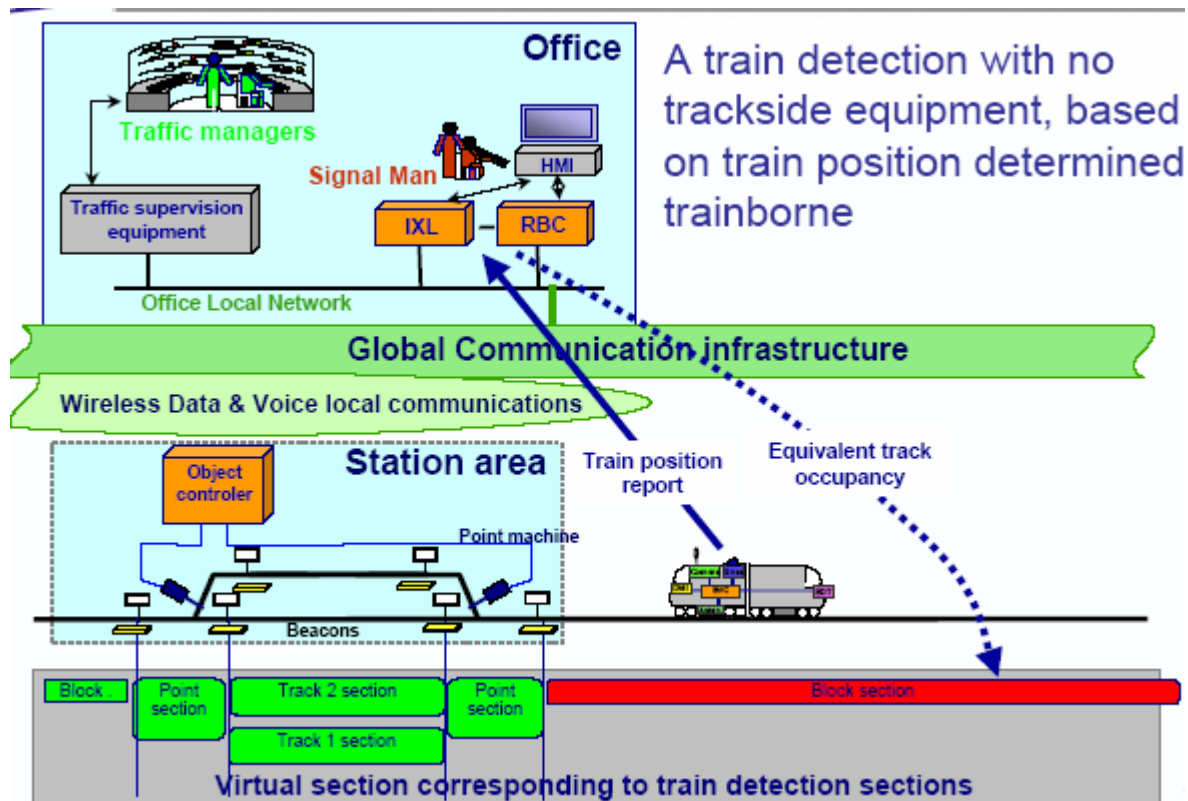 Office
A train detection with no
trackside equipment, based
on train position determined
trainborne
Traffic managers
Signal Man
HMI
Traffic supervision
equipment
IXL
RBC
Office Local Network
Global Communication infrastructure
Wireless Data & Voice local communications
Station area
Object
controler
Train position
report
Equivalent track
occupancy
Point machine
Beacons
Block .
Point
section
Track 2 section
Track 1 section
Point
section
Block section
Virtual section corresponding to train detection sections